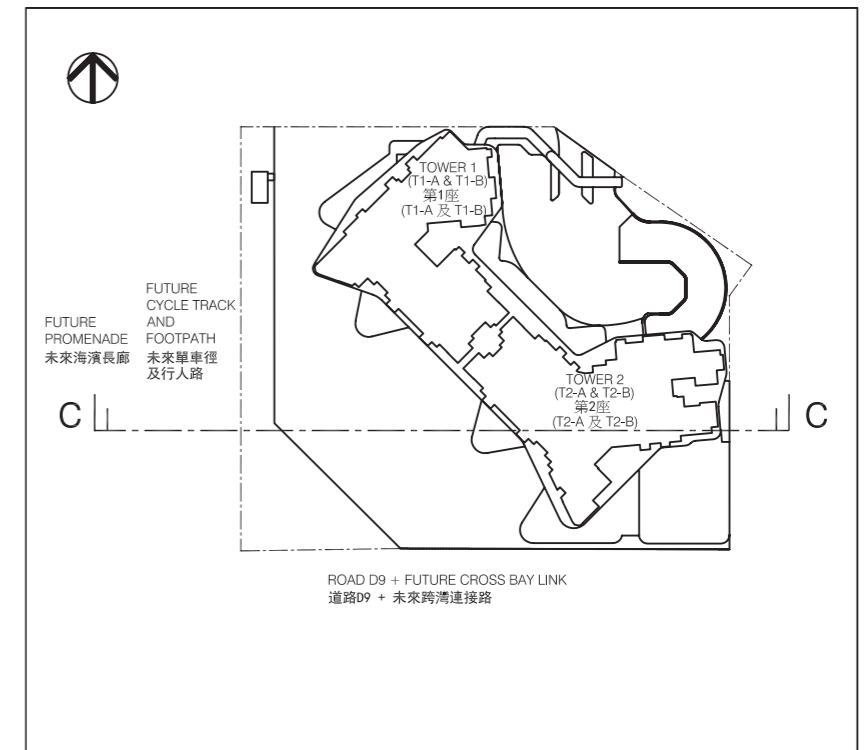 TOWER 1
(T1-A & T1-B)
第1座
(T1-A 及 T1-B)
FUTURE
CYCLE TRACK
AND
FOOTPATH
未來單車徑
及行人路
FUTURE
PROMENADE
未來海濱長廊
TOWER 2
(T2-A & T2-B)
第2座
(T2-A 及 T2-B)
C
C
ROAD D9 + FUTURE CROSS BAY LINK
道路D9 + 未來跨灣連接路